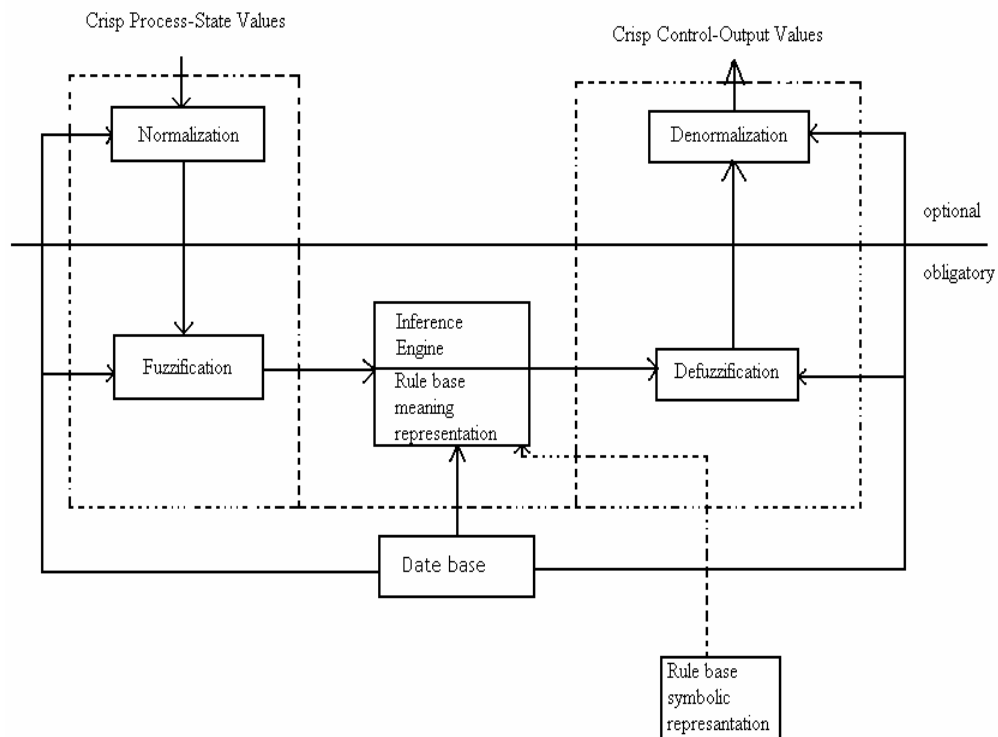 Crisp Process-State Values
Crisp Control-Output Values
Normalization
Denormalization
optional
obligatory
Inference
Engine
Fuzzification
Rule base
meaning
representation
Defuzzification
Date base
Rule base
symbolic
represantation